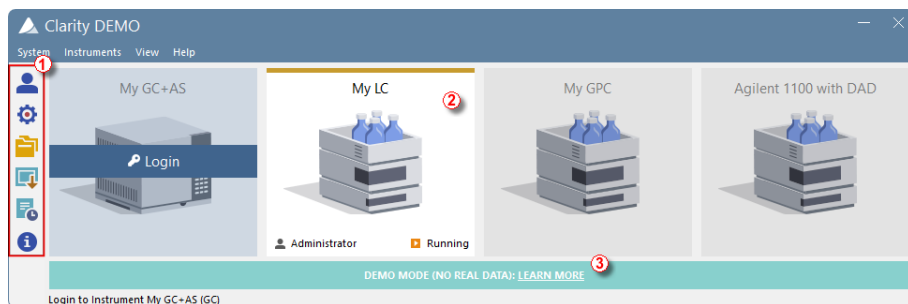 Clarity DEMO
System Instruments View Help
1
My GC+AS
My LC
My GPC
Agilent 1100 with DAD
2
Login
Administrator
Running
3
DEMO MODE (NO REAL DATA): LEARN MORE
Login to Instrument My GC+AS (GC)